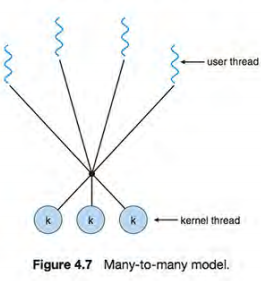 user thread
k k k kernel thread
Figure 4.7 Many-to-many model.